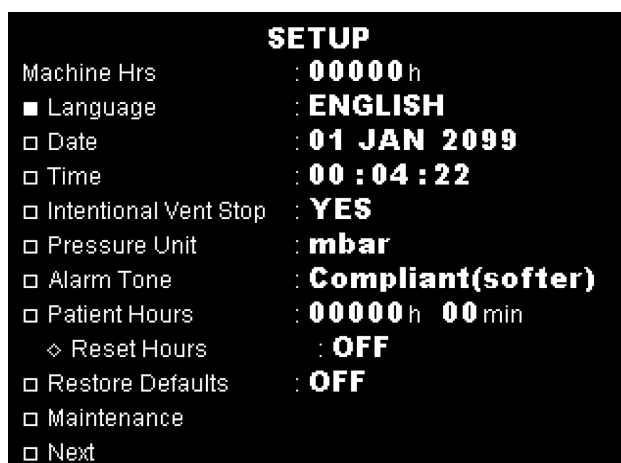 SETUP
Machine Hrs : 00000 h
■ Language : ENGLISH
□ Date : 01 JAN 2099
□ Time : 00 : 04 : 22
□ Intentional Vent Stop : YES
□ Pressure Unit : mbar
□ Alarm Tone : Compliant(softer)
□ Patient Hours : 00000 h 00 min
◇ Reset Hours : OFF
□ Restore Defaults : OFF
□ Maintenance
□ Next